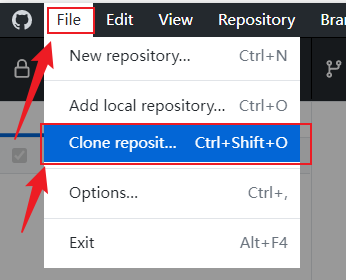 File Edit View Repository Bran
New repository... Ctrl+N
Add local repository... Ctrl+O
Clone reposit... Ctrl+Shift+O
Options... Ctrl+,
Exit Alt+F4